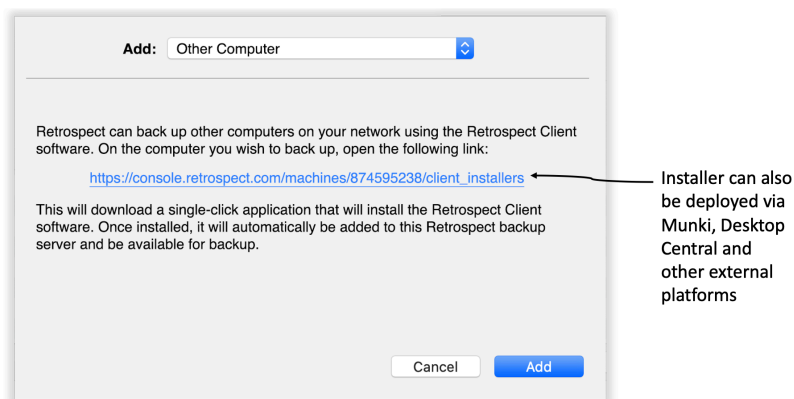 Add: Other Computer
Retrospect can back up other computers on your network using the Retrospect Client
software. On the computer you wish to back up, open the following link:
https://console.retrospect.com/machines/874595238/client_installers
This will download a single-click application that will install the Retrospect Client
software. Once installed, it will automatically be added to this Retrospect backup
server and be available for backup.
Cancel Add
Installer can also
be deployed via
Munki, Desktop
Central and
other external
platforms